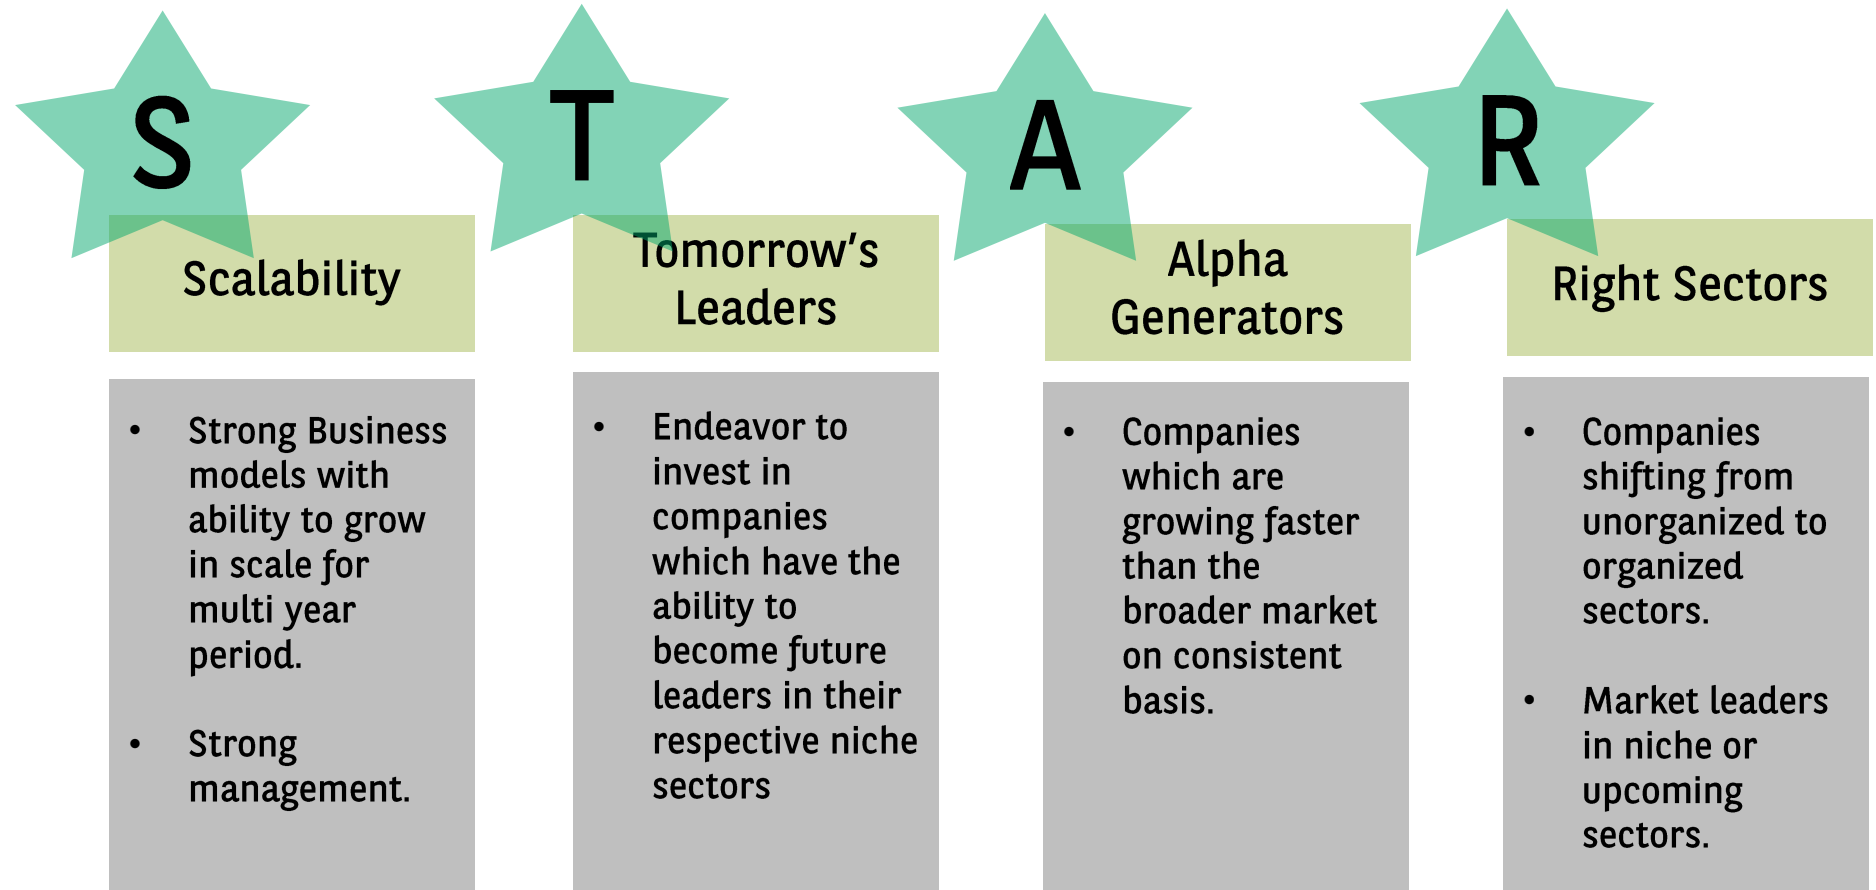 S
Scalability
• Strong Business
models with
ability to grow
in scale for
multi year
period.
• Strong
management.
T
Tomorrow’s
Leaders
• Endeavor to
invest in
companies
which have the
ability to
become future
leaders in their
respective niche
sectors
A
Alpha
Generators
• Companies
which are
growing faster
than the
broader market
on consistent
basis.
R
Right Sectors
• Companies
shifting from
unorganized to
organized
sectors.
• Market leaders
in niche or
upcoming
sectors.